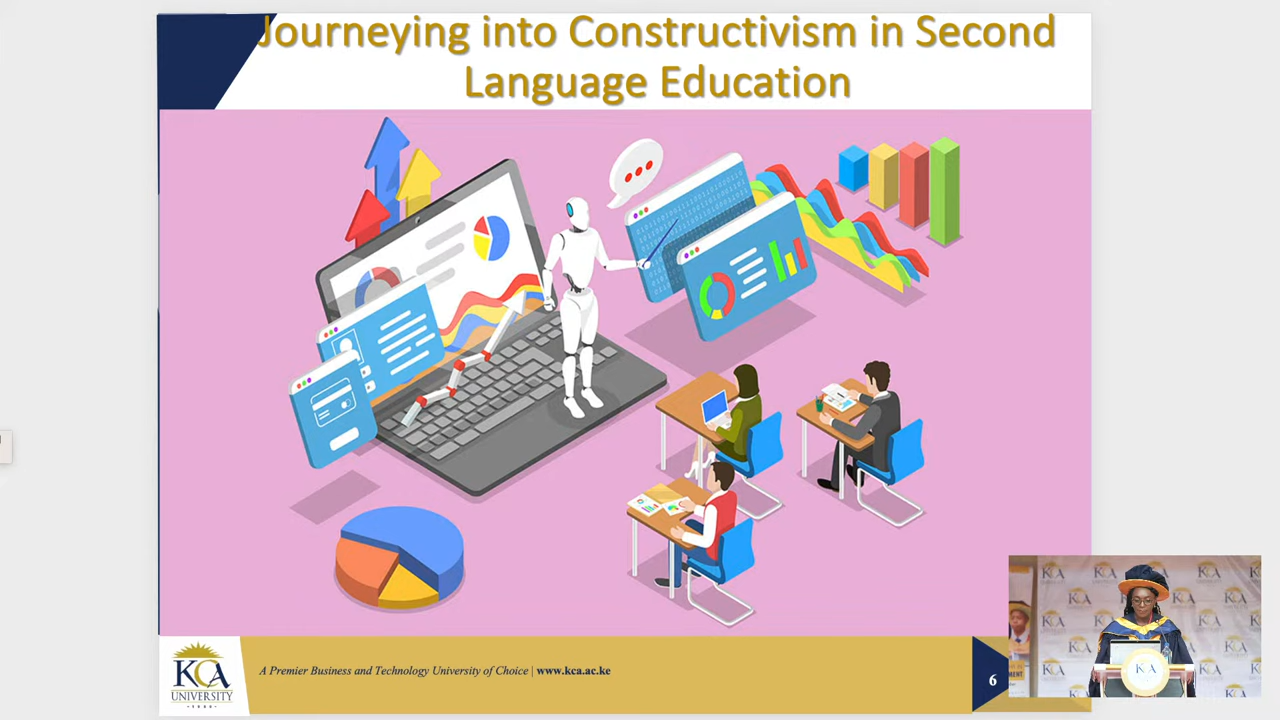 Journeying into Constructivism in Second
Language Education
KCA
UNIVERSITY
A Premier Business and Technology University of Choice | www.kca.ac.ke
6
KCA